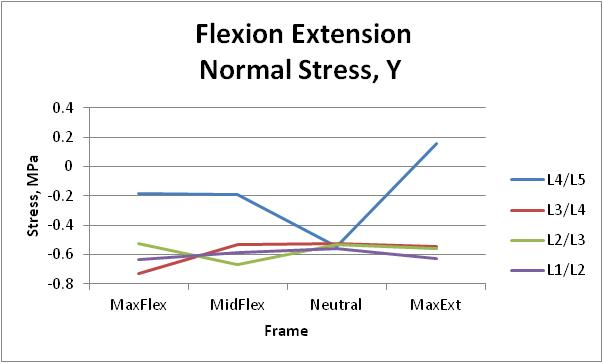 Flexion Extension
Normal Stress, Y
0.4
0.2
0
-0.2
-0.4
-0.6
-0.8
Stress, MPa
MaxFlex MidFlex Neutral MaxExt
Frame
L4/L5
L3/L4
L2/L3
L1/L2